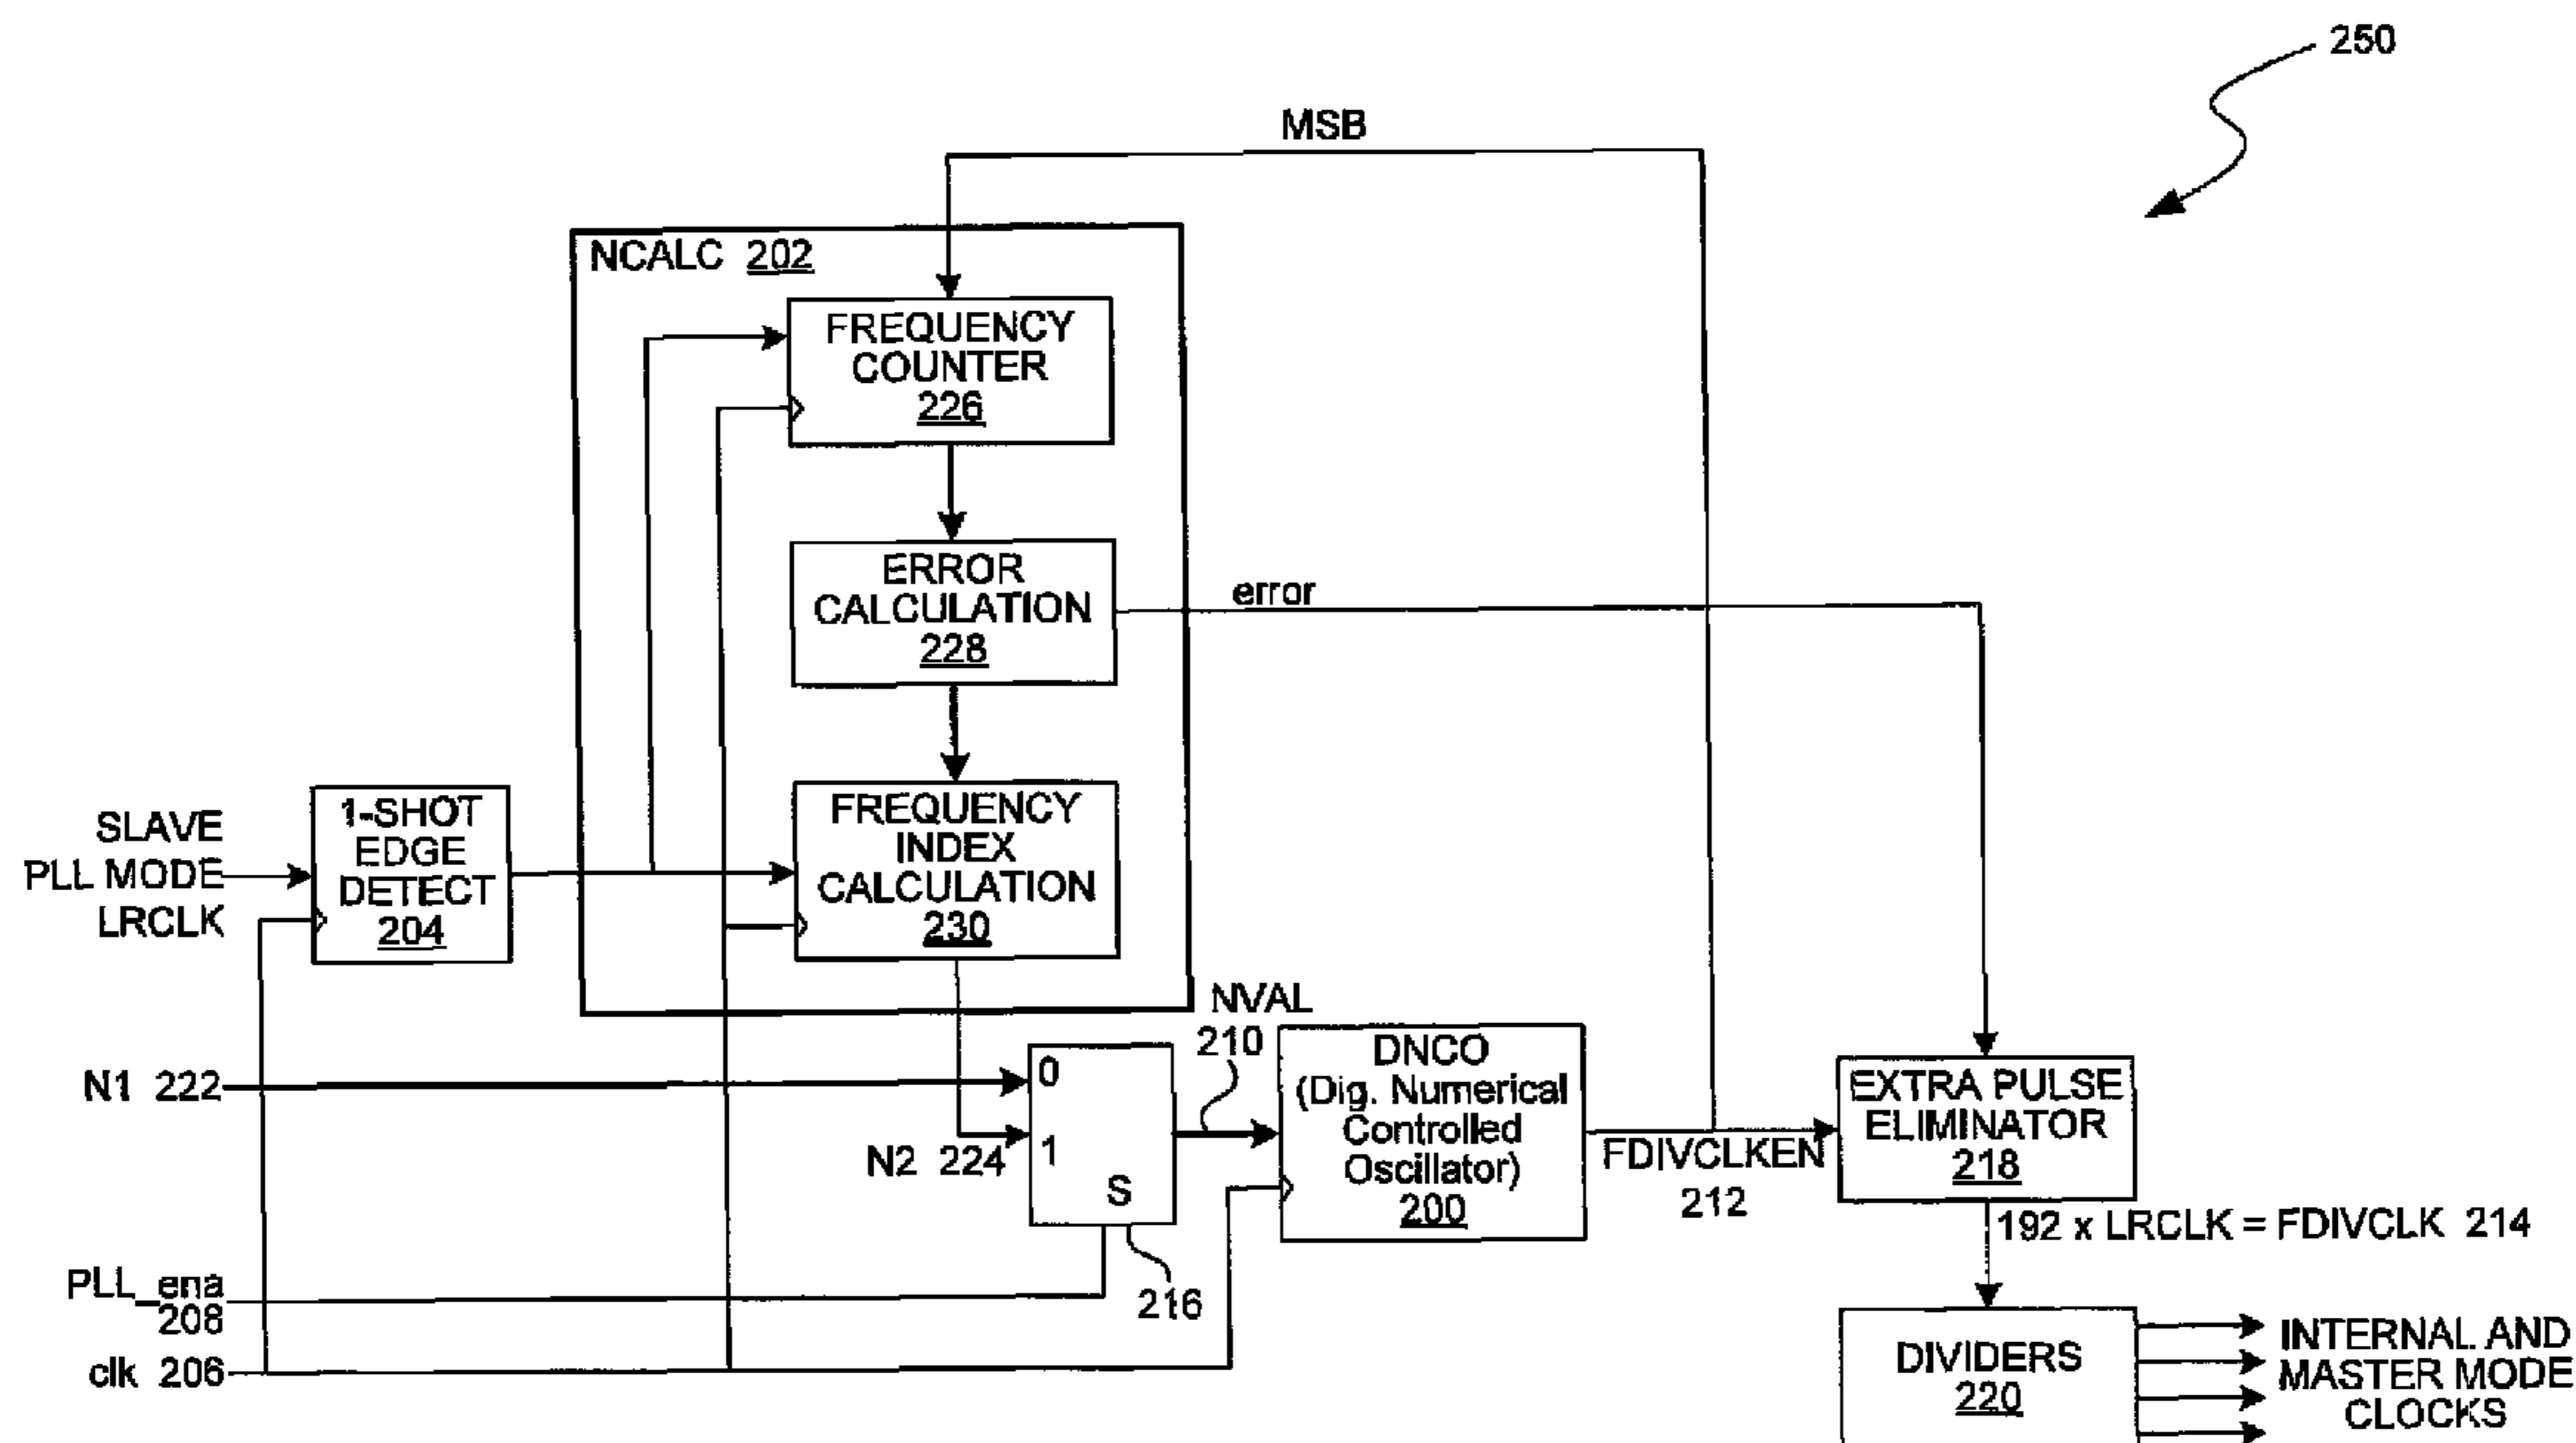 250
MSB
NCALC 202
FREQUENCY
COUNTER
226
ERROR
CALCULATION
228
error
FREQUENCY
INDEX
CALCULATION
230
SLAVE
PLL MODE
LRCLK
1-SHOT
EDGE
DETECT
204
N1 222
N2 224
0
1
S
216
NVAL
210
DNCO
(Dig. Numerical
Controlled
Oscillator)
200
FDIVCLKEN
212
EXTRA PULSE
ELIMINATOR
218
192 x LRCLK = FDIVCLK 214
PLL_ena
208
clk 206
DIVIDERS
220
INTERNAL AND
MASTER MODE
CLOCKS